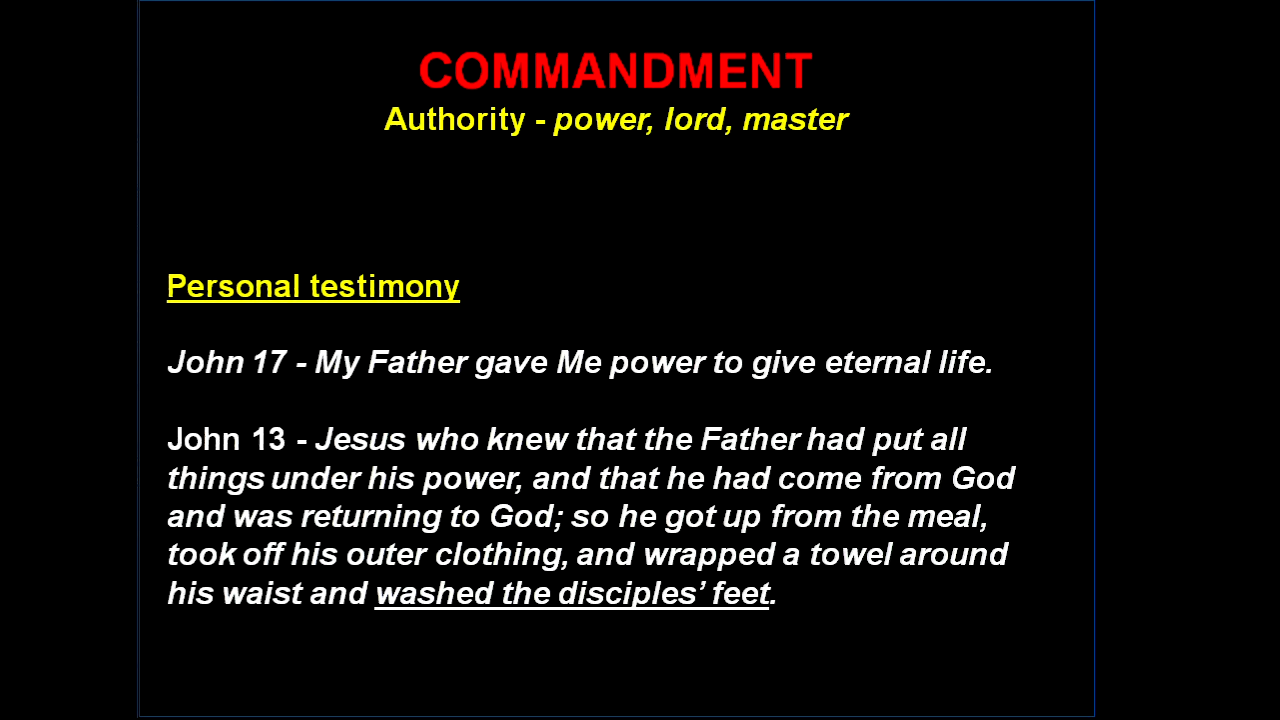 COMMANDMENT
Authority - power, lord, master
Personal testimony
John 17 - My Father gave Me power to give eternal life.
John 13 - Jesus who knew that the Father had put all
things under his power, and that he had come from God
and was returning to God; so he got up from the meal,
took off his outer clothing, and wrapped a towel around
his waist and washed the disciples’ feet.